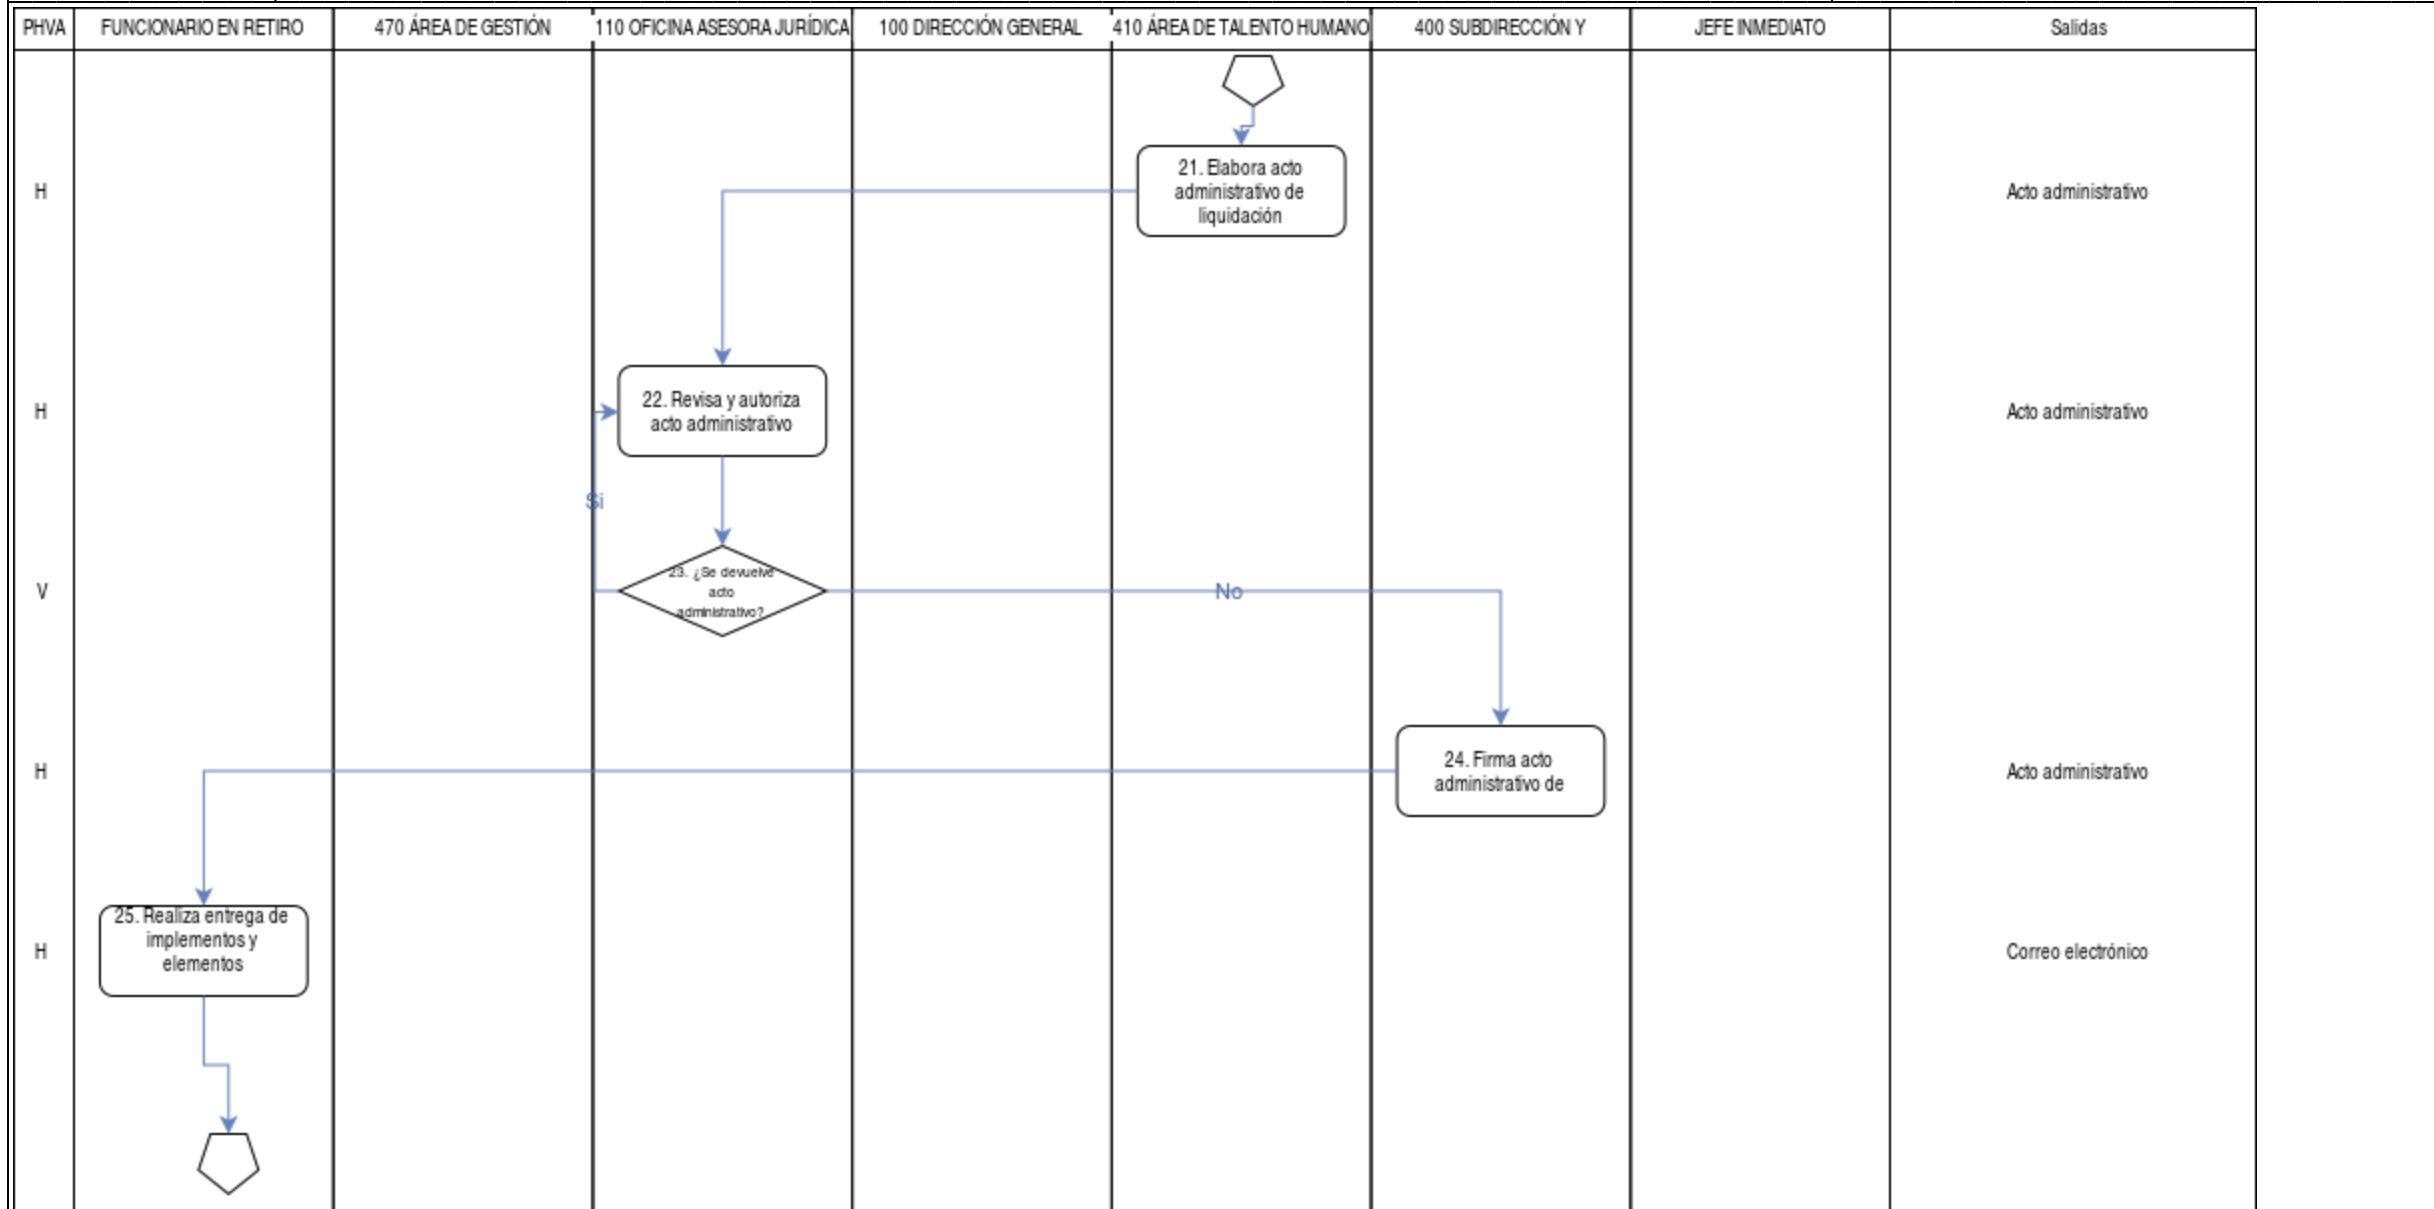 PHVA FUNCIONARIO EN RETIRO 470 ÁREA DE GESTIÓN 110 OFICINA ASESORA JURÍDICA 100 DIRECCIÓN GENERAL 410 ÁREA DE TALENTO HUMANO 400 SUBDIRECCIÓN Y JEFE INMEDIATO Salidas
21. Elabora acto
H administrativo de Acto administrativo
liquidación
22. Revisa y autoriza
H Acto administrativo
acto administrativo
Si
23. ¿Se devuelve
V acto No
administrativo?
24. Firma acto
H Acto administrativo
administrativo de
25. Realiza entrega de
implementos y
H Correo electrónico
elementos